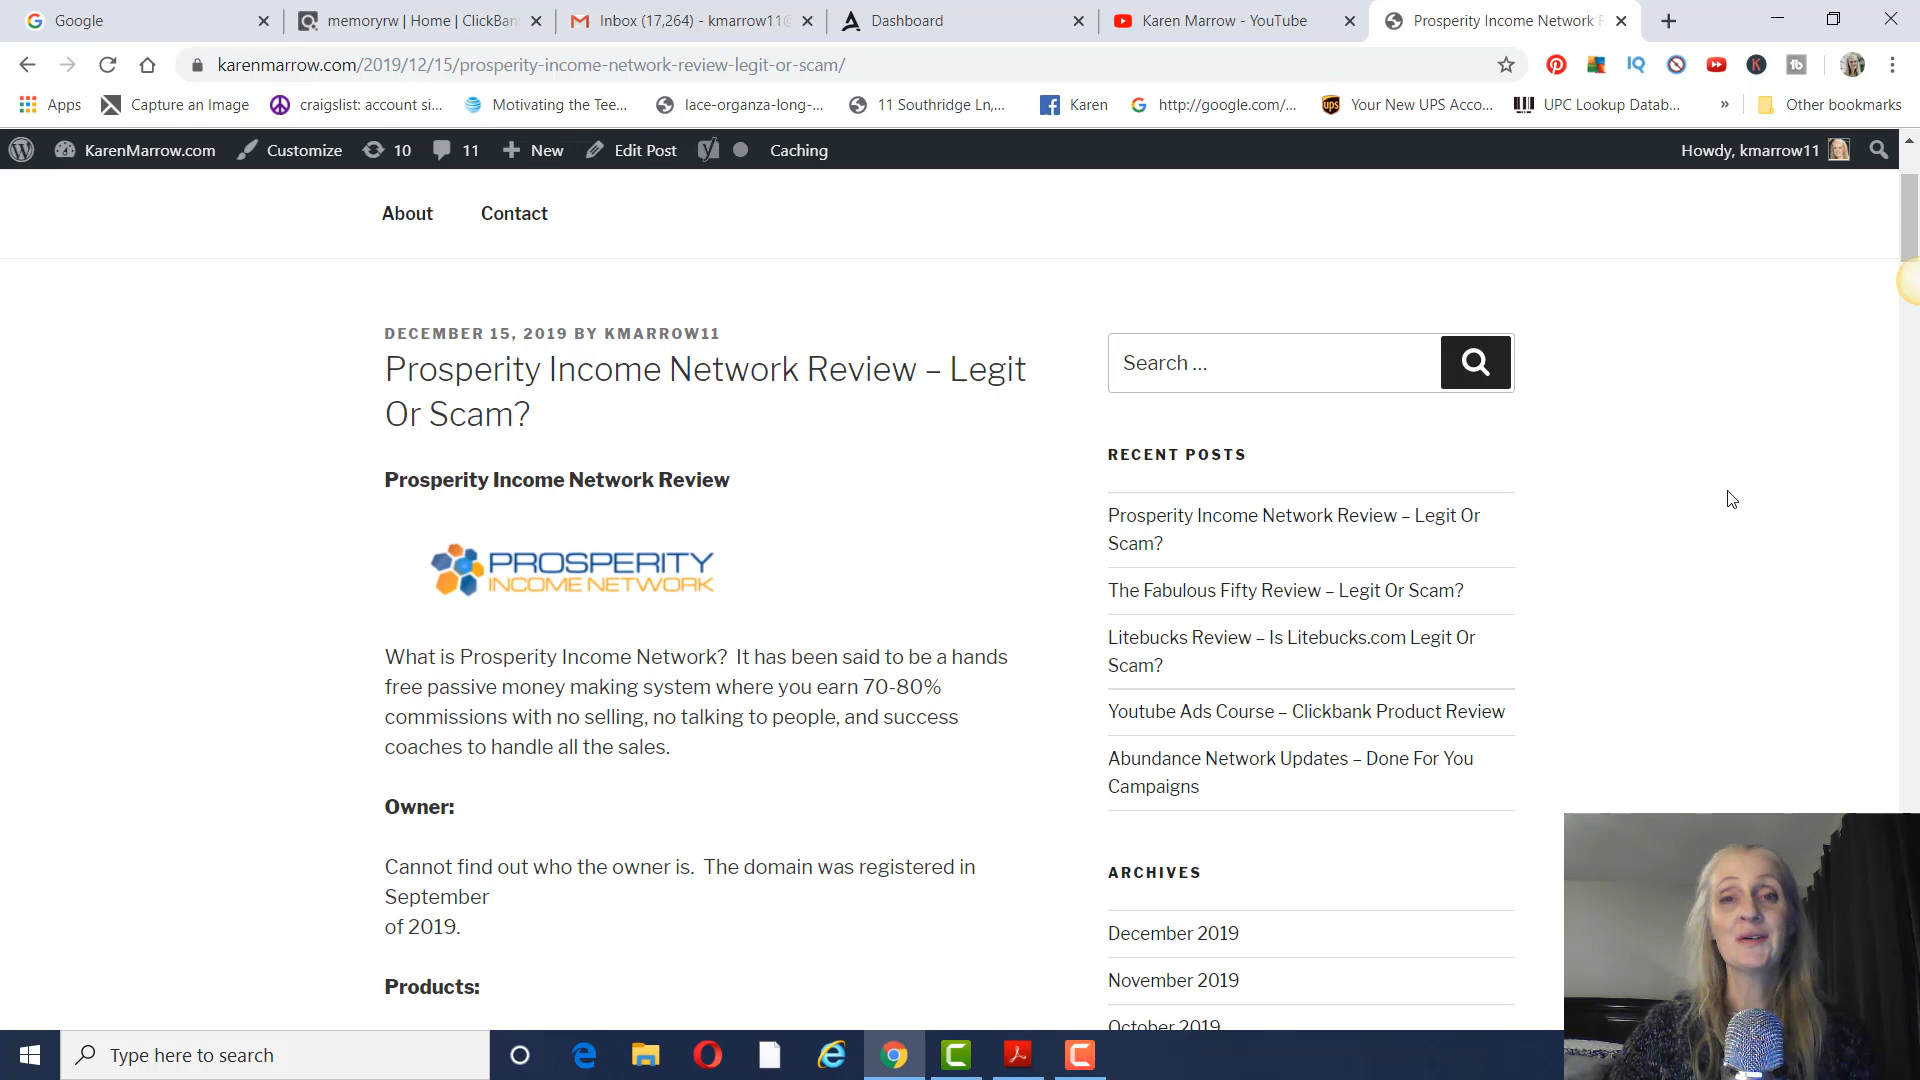 Google
memoryrw | Home | ClickBan
Inbox (17,264) - kmarrow11@
Dashboard
Karen Marrow - YouTube
Prosperity Income Network R
karenmarrow.com/2019/12/15/prosperity-income-network-review-legit-or-scam/
Apps
Capture an Image
craigslist: account si...
Motivating the Tee...
lace-organza-long-...
11 Southridge Ln,...
Karen
http://google.com/...
Your New UPS Acco...
UPC Lookup Datab...
»
Other bookmarks
KarenMarrow.com
Customize
10
11
New
Edit Post
Caching
Howdy, kmarrow11
About
Contact
DECEMBER 15, 2019 BY KMARROW11
Prosperity Income Network Review – Legit
Or Scam?
Prosperity Income Network Review
PROSPERITY
INCOME NETWORK
What is Prosperity Income Network?  It has been said to be a hands
free passive money making system where you earn 70-80%
commissions with no selling, no talking to people, and success
coaches to handle all the sales.
Owner:
Cannot find out who the owner is.  The domain was registered in
September
of 2019.
Products:
Search …
RECENT POSTS
Prosperity Income Network Review – Legit Or
Scam?
The Fabulous Fifty Review – Legit Or Scam?
Litebucks Review – Is Litebucks.com Legit Or
Scam?
Youtube Ads Course – Clickbank Product Review
Abundance Network Updates – Done For You
Campaigns
ARCHIVES
December 2019
November 2019
October 2019
Type here to search